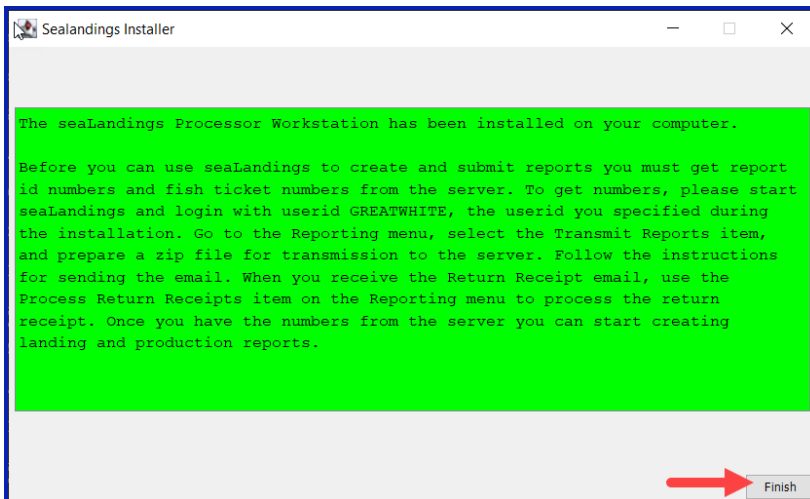 Sealandings Installer
The seaLandings Processor Workstation has been installed on your computer.
Before you can use seaLandings to create and submit reports you must get report
id numbers and fish ticket numbers from the server. To get numbers, please start
seaLandings and login with userid GREATWHITE, the userid you specified during
the installation. Go to the Reporting menu, select the Transmit Reports item,
and prepare a zip file for transmission to the server. Follow the instructions
for sending the email. When you receive the Return Receipt email, use the
Process Return Receipts item on the Reporting menu to process the return
receipt. Once you have the numbers from the server you can start creating
landing and production reports.
Finish